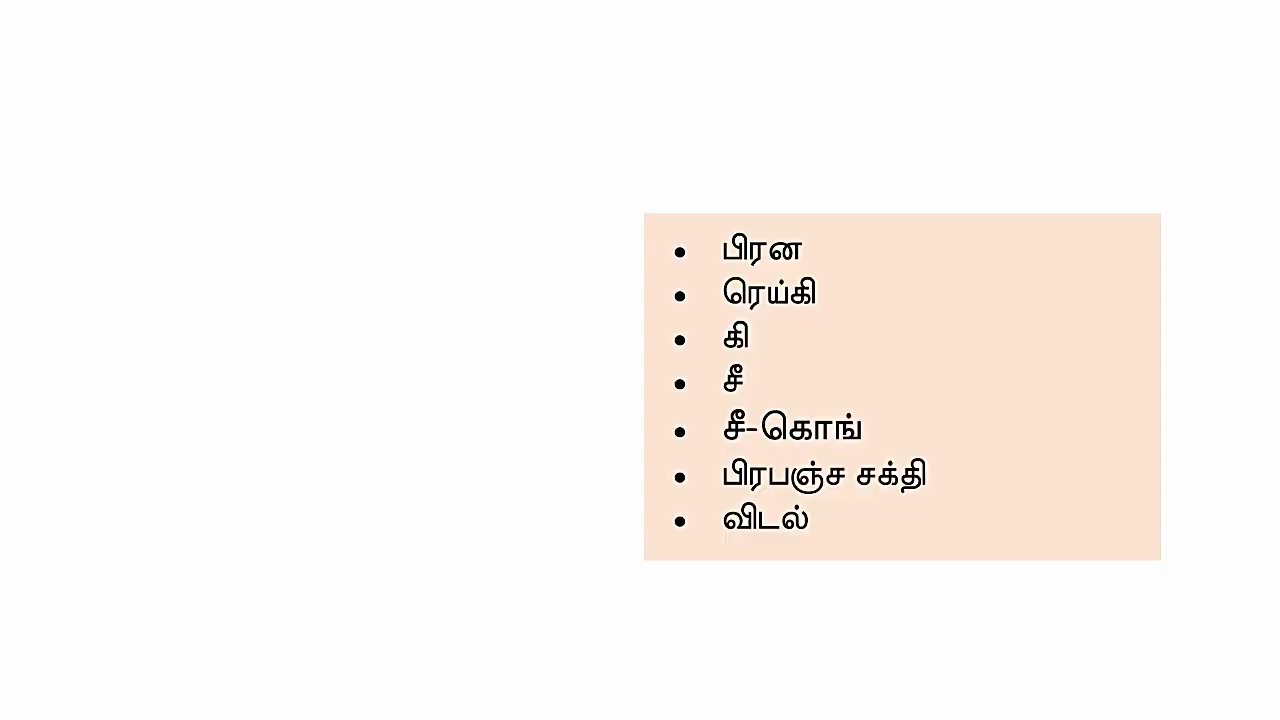 • பிரன
• ரெய்கி
• கி
• சீ
• சீ-கொங்
• பிரபஞ்ச சக்தி
• விடல்